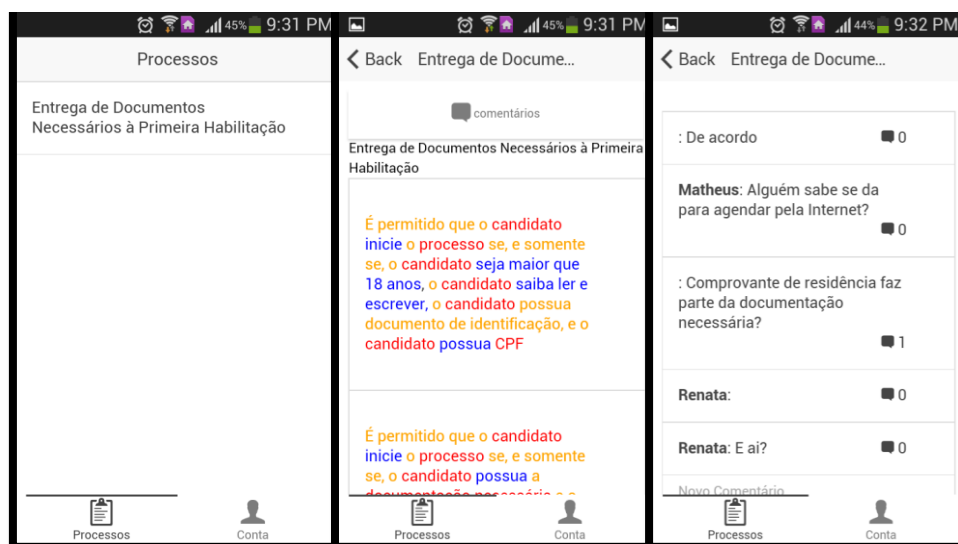 45% 9:31 PM
Processos
Entrega de Documentos
Necessários à Primeira Habilitação
Processos
Conta
45% 9:31 PM
Back
Entrega de Docume...
comentários
Entrega de Documentos Necessários à Primeira
Habilitação
É permitido que o candidato
inicie o processo se, e somente
se, o candidato seja maior que
18 anos, o candidato saiba ler e
escrever, o candidato possua
documento de identificação, e o
candidato possua CPF
É permitido que o candidato
inicie o processo se, e somente
se, o candidato possua a
documentação necessária e o
Processos
Conta
44% 9:32 PM
Back
Entrega de Docume...
: De acordo
0
Matheus: Alguém sabe se da
para agendar pela Internet?
0
: Comprovante de residência faz
parte da documentação
necessária?
1
Renata:
0
Renata: E ai?
0
Novo Comentário
Processos
Conta